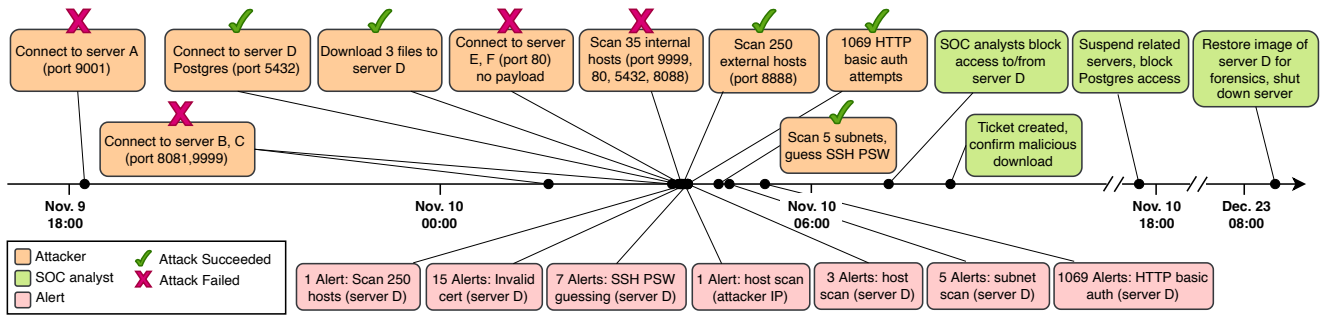 Connect to server A
(port 9001)
Connect to server D
Postgres (port 5432)
Download 3 files to
server D
Connect to server
E, F (port 80)
no payload
Scan 35 internal
hosts (port 9999,
80, 5432, 8088)
Scan 250
external hosts
(port 8888)
1069 HTTP
basic auth
attempts
SOC analysts block
access to/from
server D
Suspend related
servers, block
Postgres access
Restore image of
server D for
forensics, shut
down server
Connect to server B, C
(port 8081,9999)
Scan 5 subnets,
guess SSH PSW
Ticket created,
confirm malicious
download
Nov. 9
18:00
Nov. 10
00:00
Nov. 10
06:00
Nov. 10
18:00
Dec. 23
08:00
Attacker
SOC analyst
Alert
Attack Succeeded
Attack Failed
1 Alert: Scan 250
hosts (server D)
15 Alerts: Invalid
cert (server D)
7 Alerts: SSH PSW
guessing (server D)
1 Alert: host scan
(attacker IP)
3 Alerts: host
scan (server D)
5 Alerts: subnet
scan (server D)
1069 Alerts: HTTP basic
auth (server D)